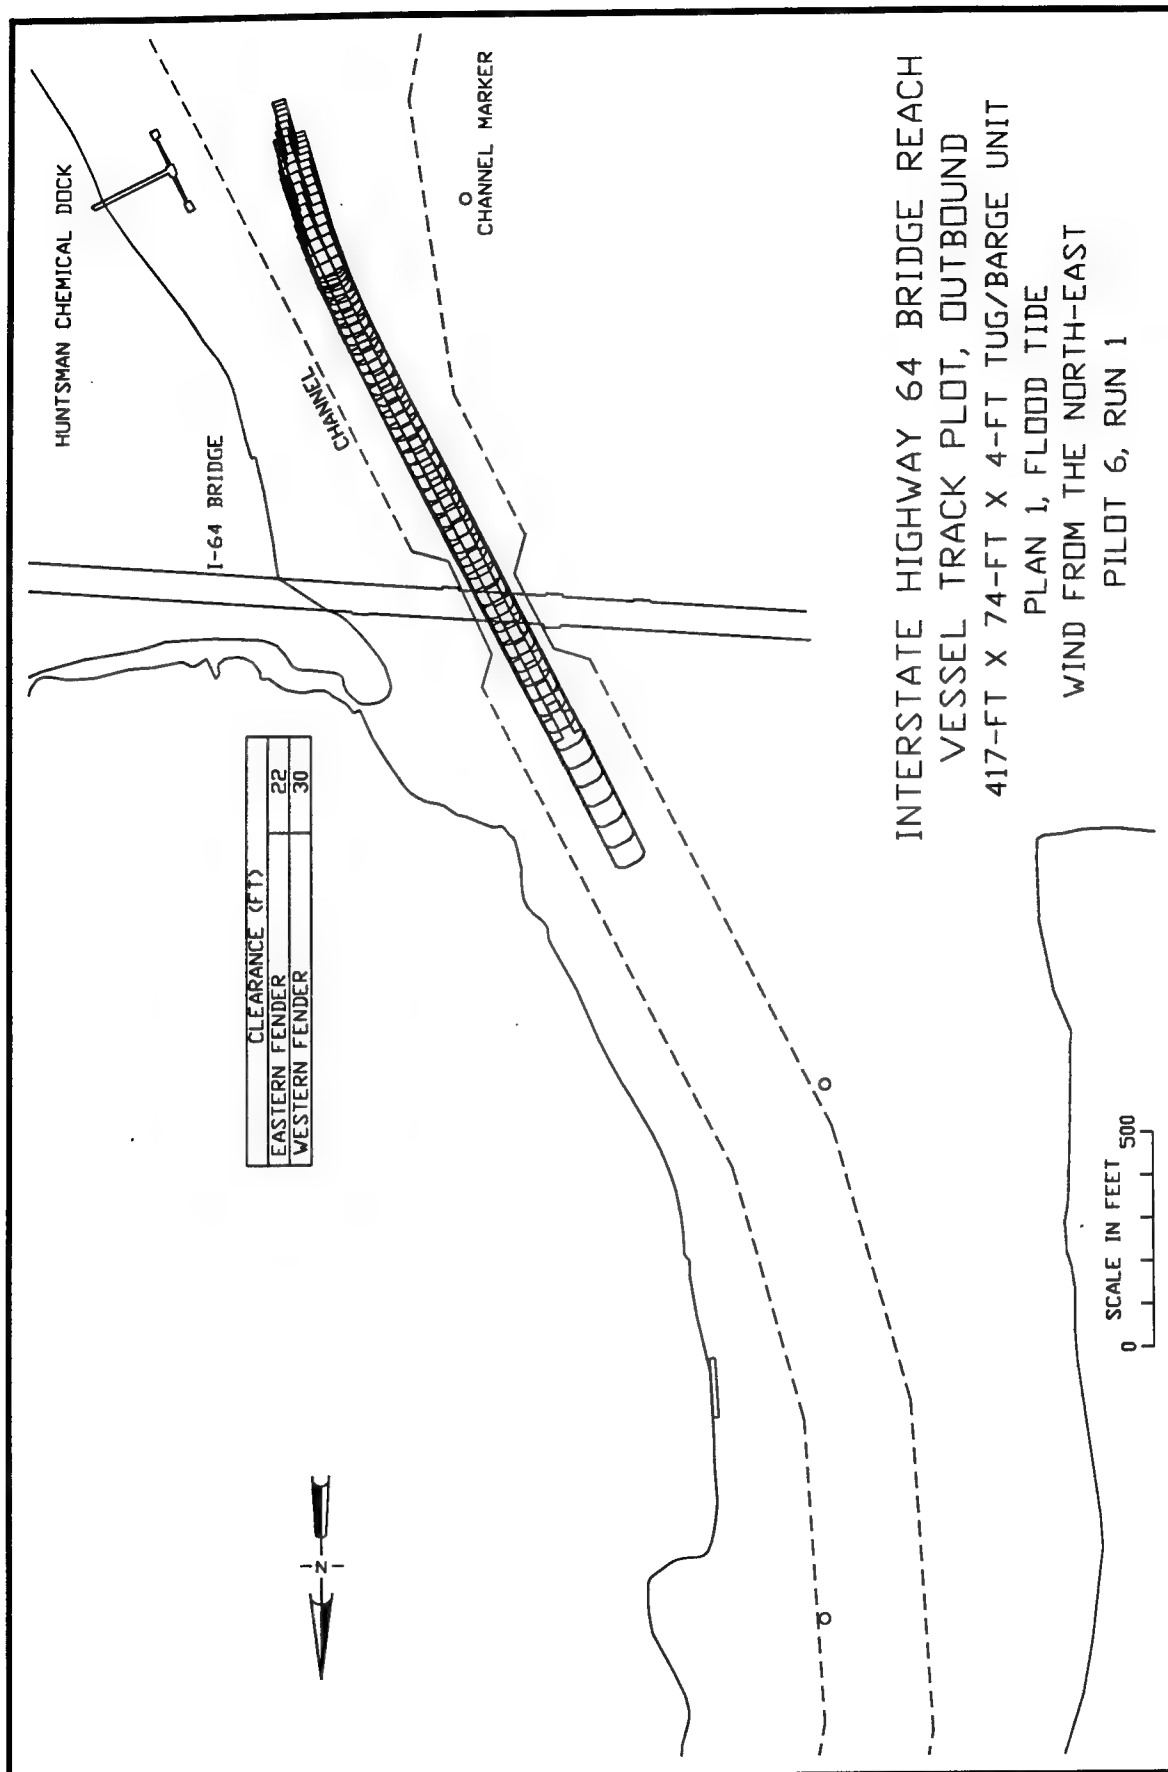 HUNTSMAN CHEMICAL DOCK
I-64 BRIDGE
CHANNEL
CHANNEL MARKER
CLEARANCE (FT)
EASTERN FENDER 22
WESTERN FENDER 30
N
SCALE IN FEET
0 500
INTERSTATE HIGHWAY 64 BRIDGE REACH
VESSEL TRACK PLOT, OUTBOUND
417-FT X 74-FT X 4-FT TUG/BARGE UNIT
PLAN 1, FLOOD TIDE
WIND FROM THE NORTH-EAST
PILOT 6, RUN 1